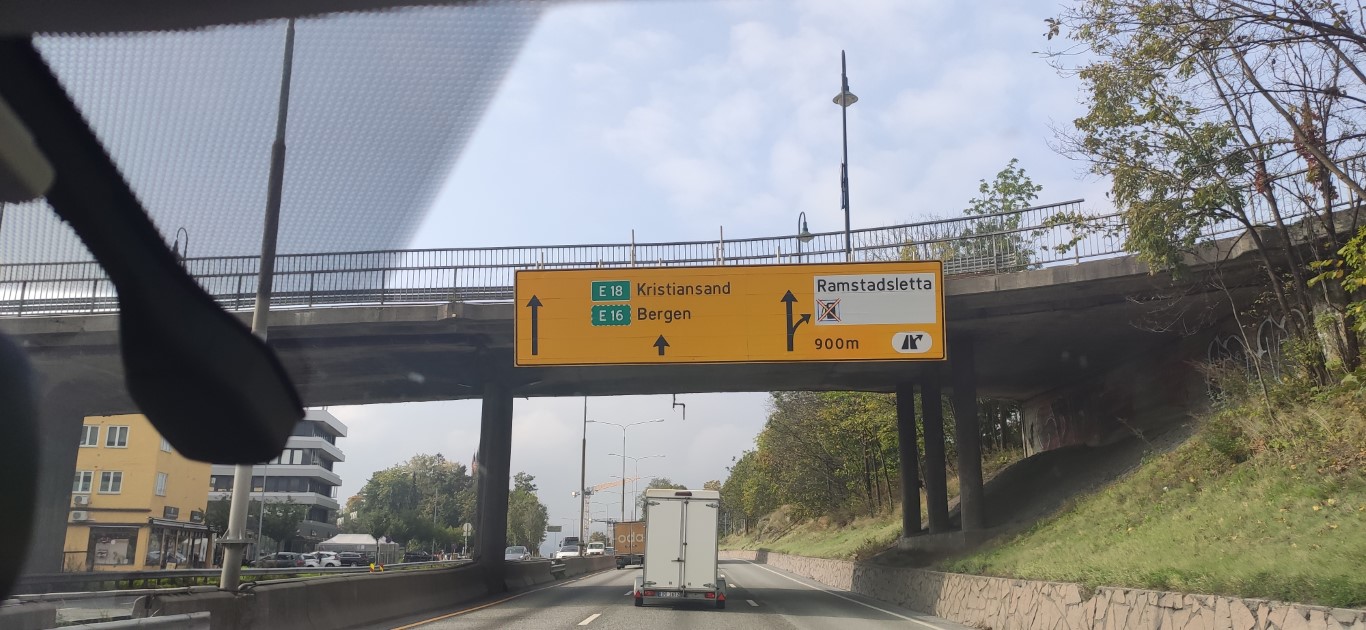 E 18 Kristiansand
E 16 Bergen
Ramstadsletta
900m